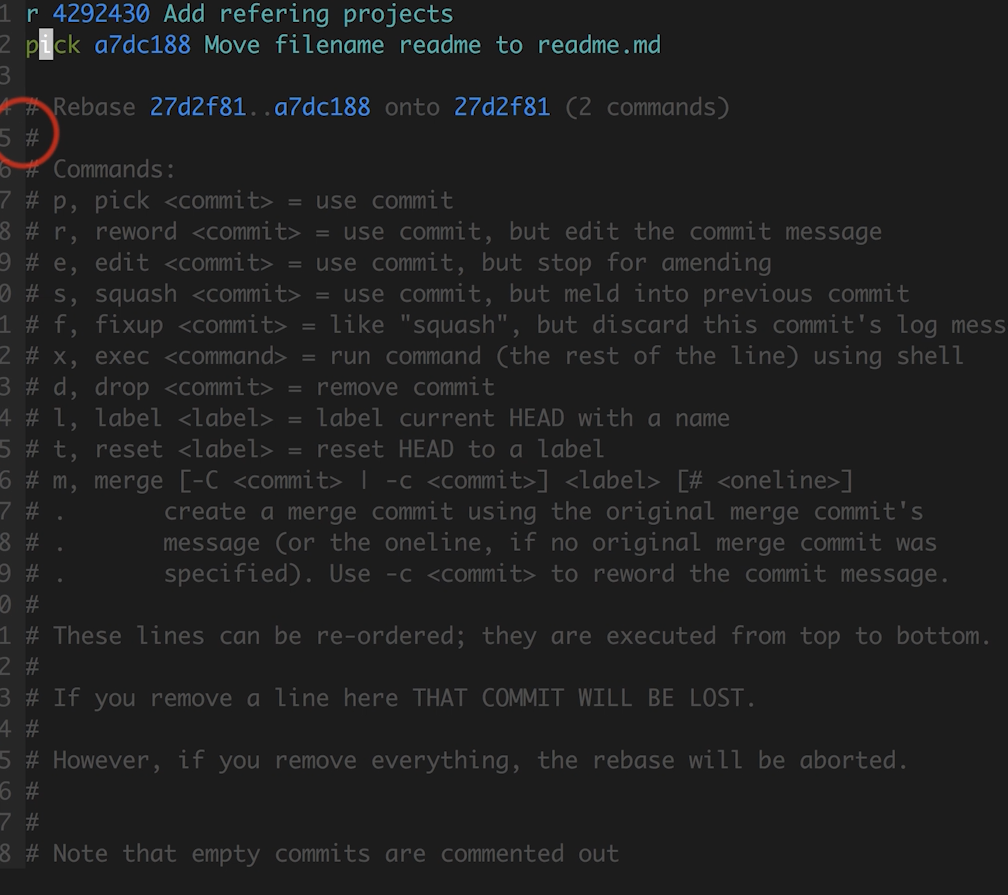 1 r 4292430 Add refering projects
2 pick a7dc188 Move filename readme to readme.md
3
4 # Rebase 27d2f81..a7dc188 onto 27d2f81 (2 commands)
5 #
6 # Commands:
7 # p, pick <commit> = use commit
8 # r, reword <commit> = use commit, but edit the commit message
9 # e, edit <commit> = use commit, but stop for amending
0 # s, squash <commit> = use commit, but meld into previous commit
1 # f, fixup <commit> = like "squash", but discard this commit's log mess
2 # x, exec <command> = run command (the rest of the line) using shell
3 # d, drop <commit> = remove commit
4 # l, label <label> = label current HEAD with a name
5 # t, reset <label> = reset HEAD to a label
6 # m, merge [-C <commit> | -c <commit>] <label> [# <oneline>]
7 # .       create a merge commit using the original merge commit's
8 # .       message (or the oneline, if no original merge commit was
9 # .       specified). Use -c <commit> to reword the commit message.
0 #
1 # These lines can be re-ordered; they are executed from top to bottom.
2 #
3 # If you remove a line here THAT COMMIT WILL BE LOST.
4 #
5 # However, if you remove everything, the rebase will be aborted.
6 #
7 #
8 # Note that empty commits are commented out